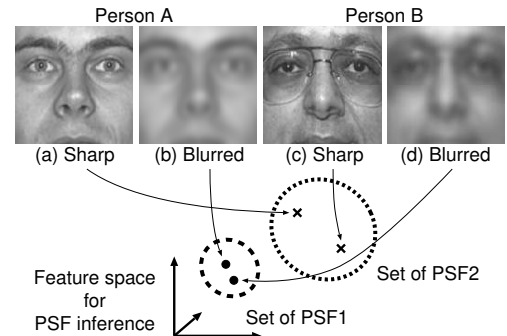 Person A
Person B
(a) Sharp
(b) Blurred
(c) Sharp
(d) Blurred
Feature space
for
PSF inference
Set of PSF1
Set of PSF2